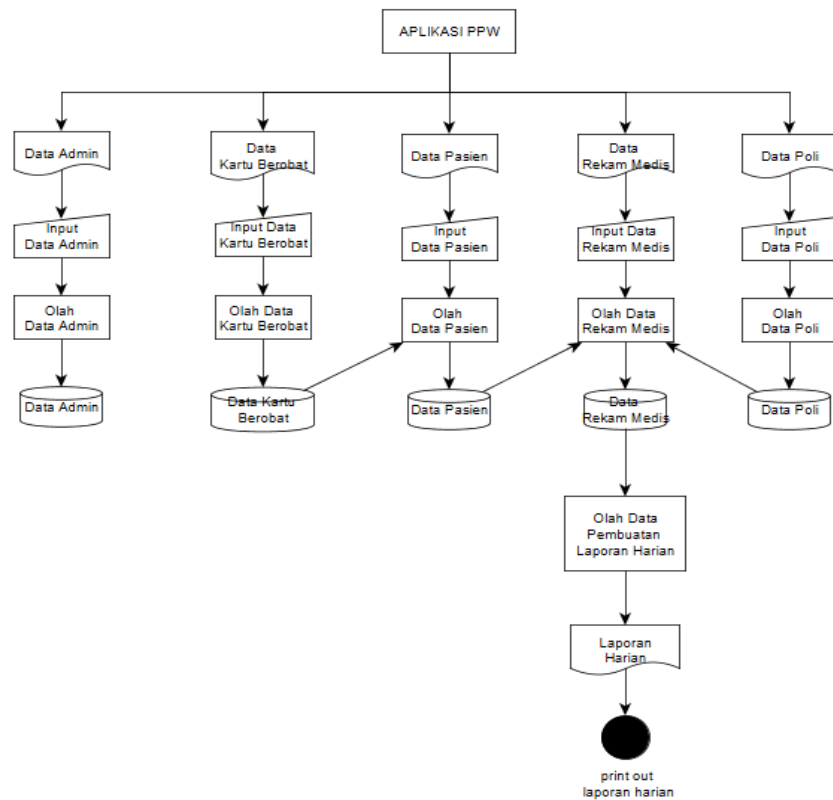 APLIKASI PPW
Data Admin
Data
Kartu Berobat
Data Pasien
Data
Rekam Medis
Data Poli
Input
Data Admin
Input Data
Kartu Berobat
Input
Data Pasien
Input Data
Rekam Medis
Input
Data Poli
Olah
Data Admin
Olah Data
Kartu Berobat
Olah
Data Pasien
Olah Data
Rekam Medis
Olah
Data Poli
Data Admin
Data Kartu
Berobat
Data Pasien
Data
Rekam Medis
Data Poli
Olah Data
Pembuatan
Laporan Harian
Laporan
Harian
print out
laporan harian